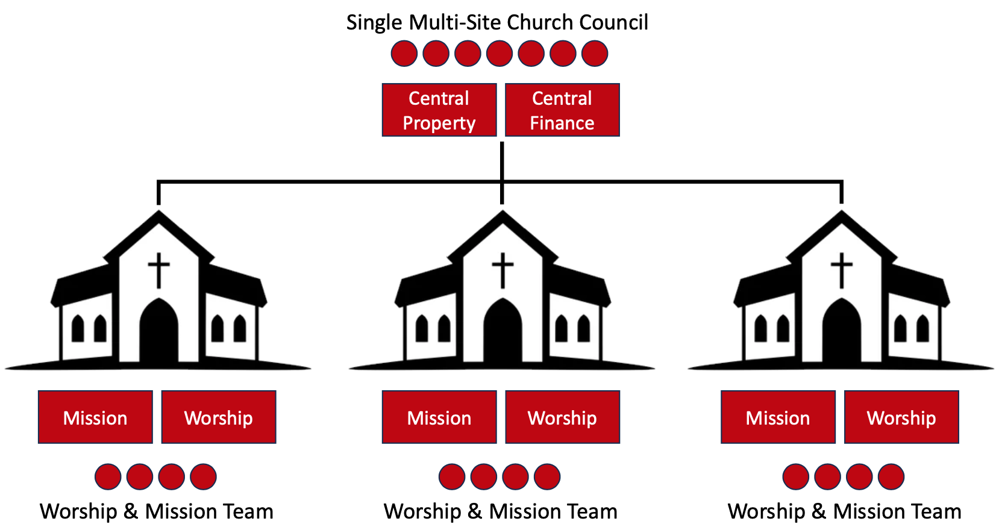 Single Multi-Site Church Council
Central
Property
Central
Finance
Mission
Worship
Mission
Worship
Mission
Worship
Worship & Mission Team
Worship & Mission Team
Worship & Mission Team